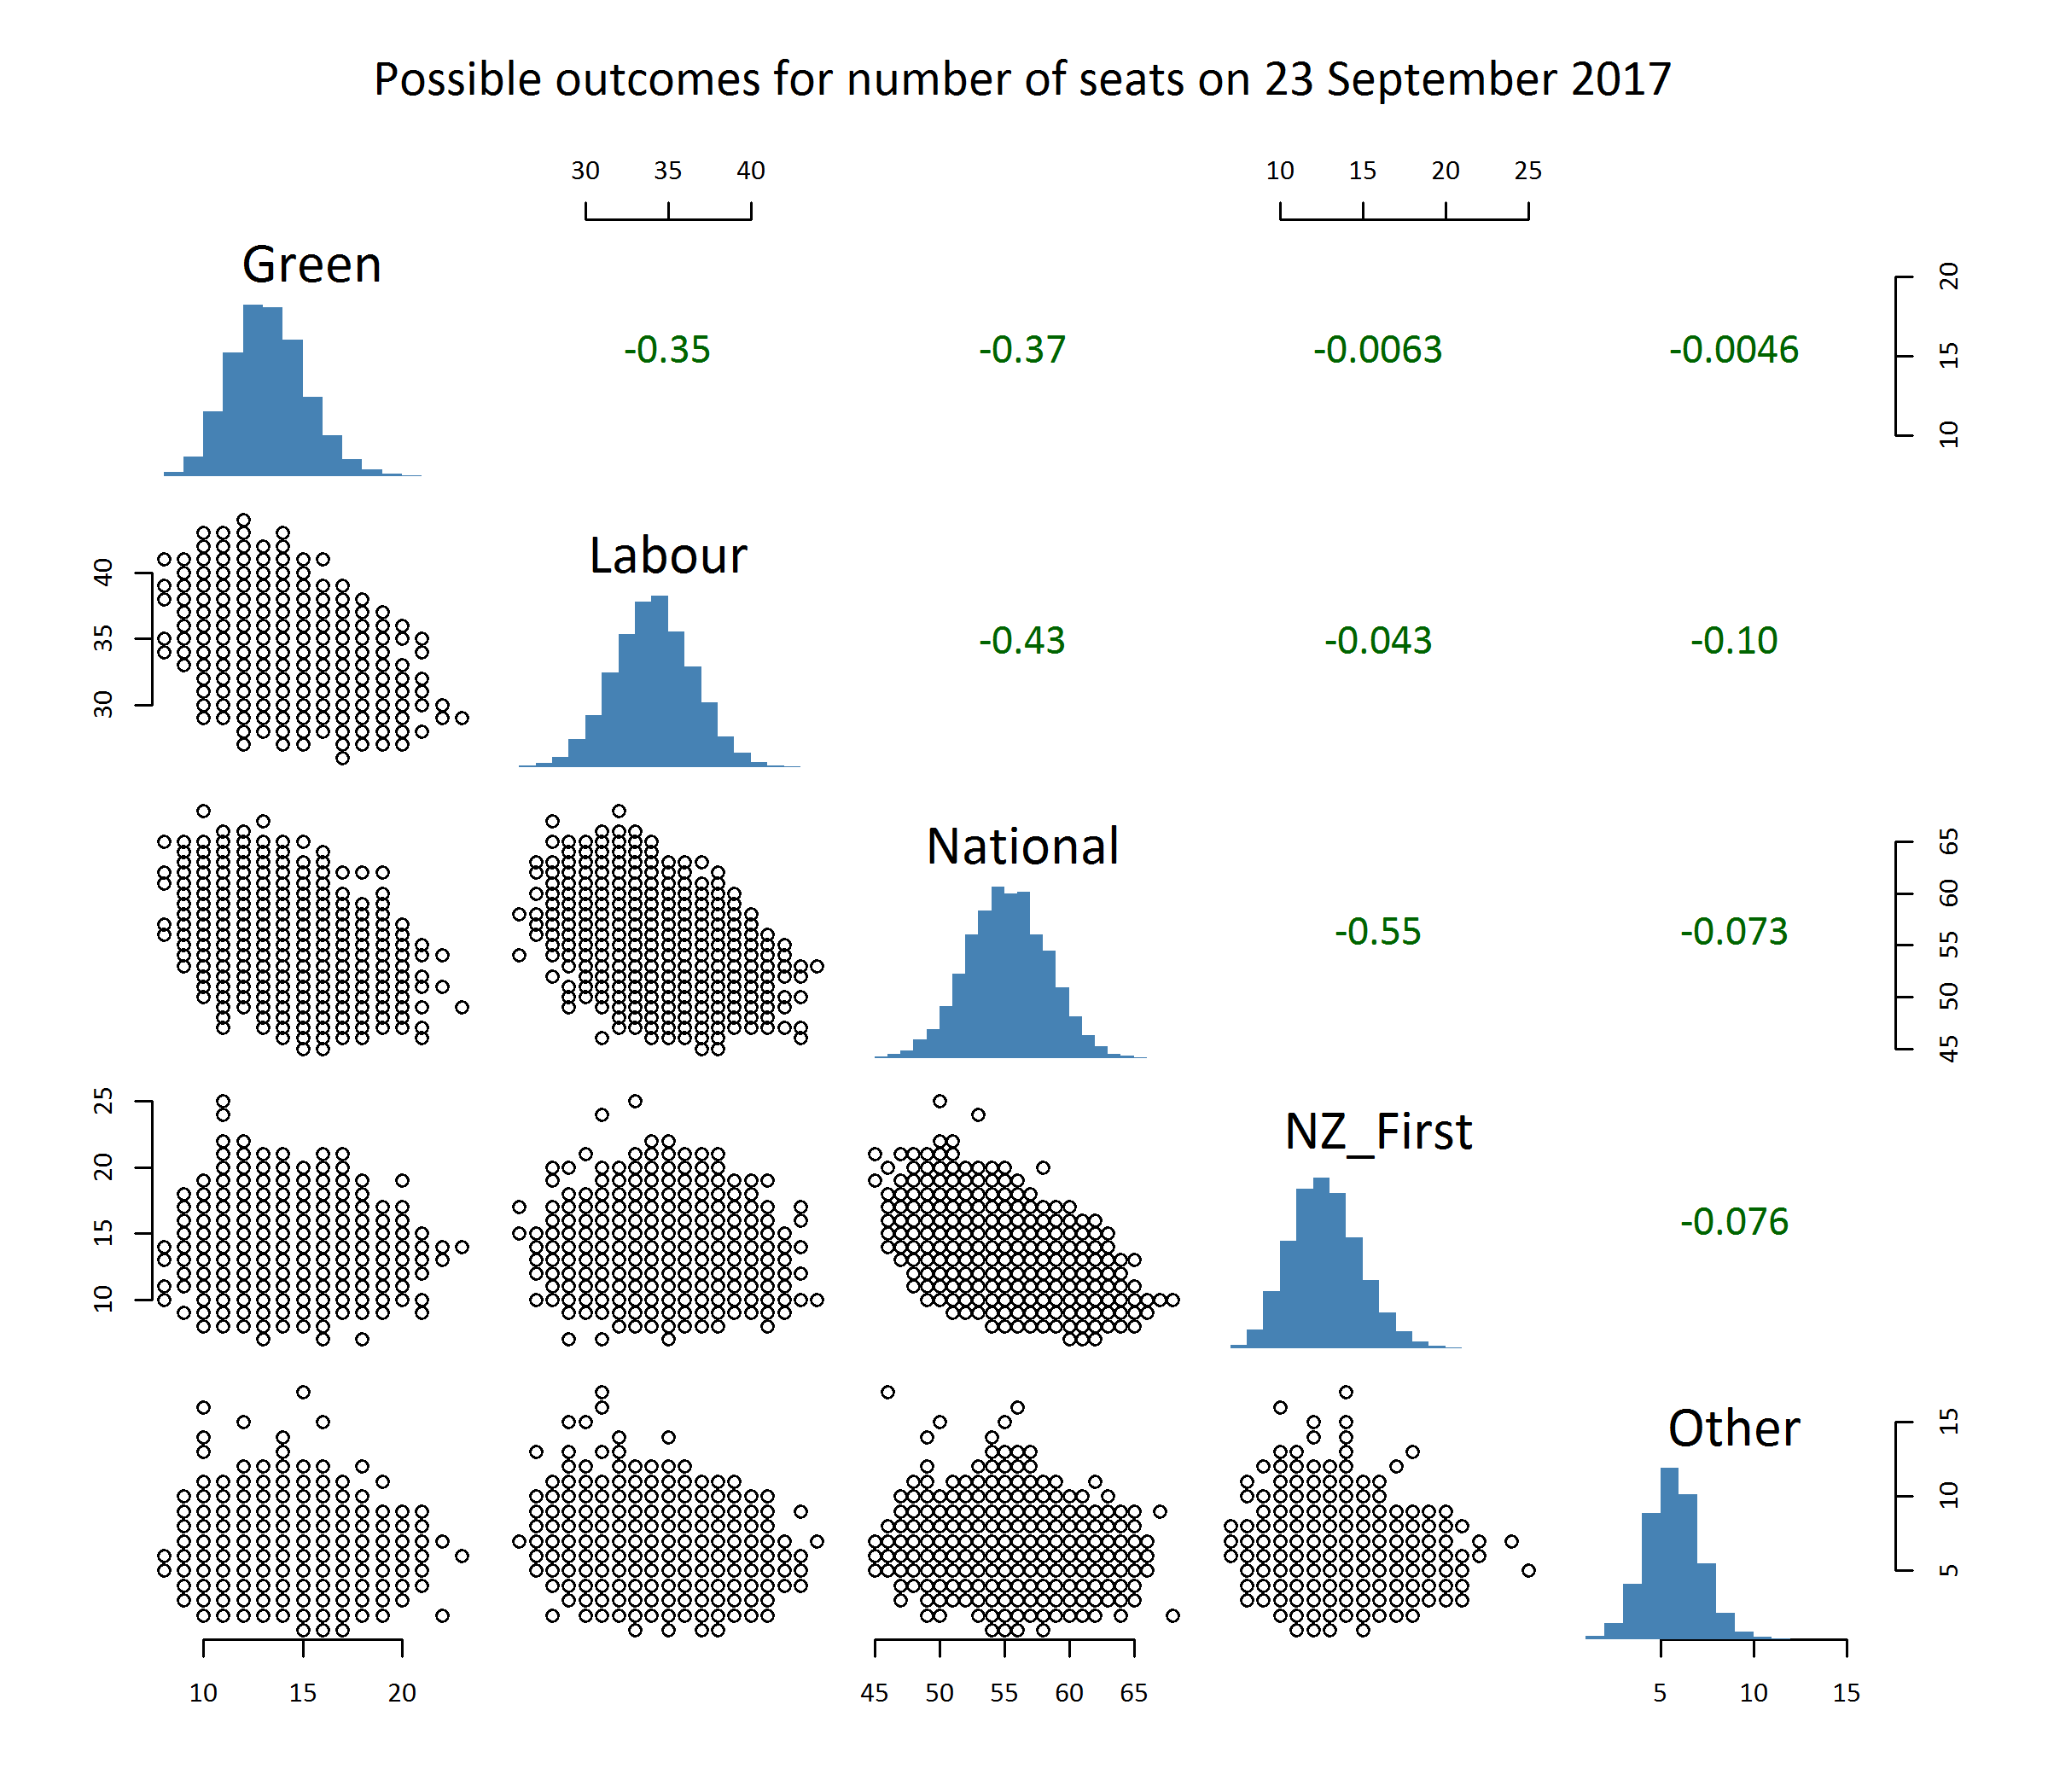 Possible outcomes for number of seats on 23 September 2017
30 35 40
10 15 20 25
Green
-0.35
-0.37
-0.0063
-0.0046
20
15
10
Labour
40
35
30
-0.43
-0.043
-0.10
National
-0.55
-0.073
65
60
55
50
45
25
20
15
10
NZ_First
-0.076
Other
15
10
5
10 15 20
45 50 55 60 65
5 10 15